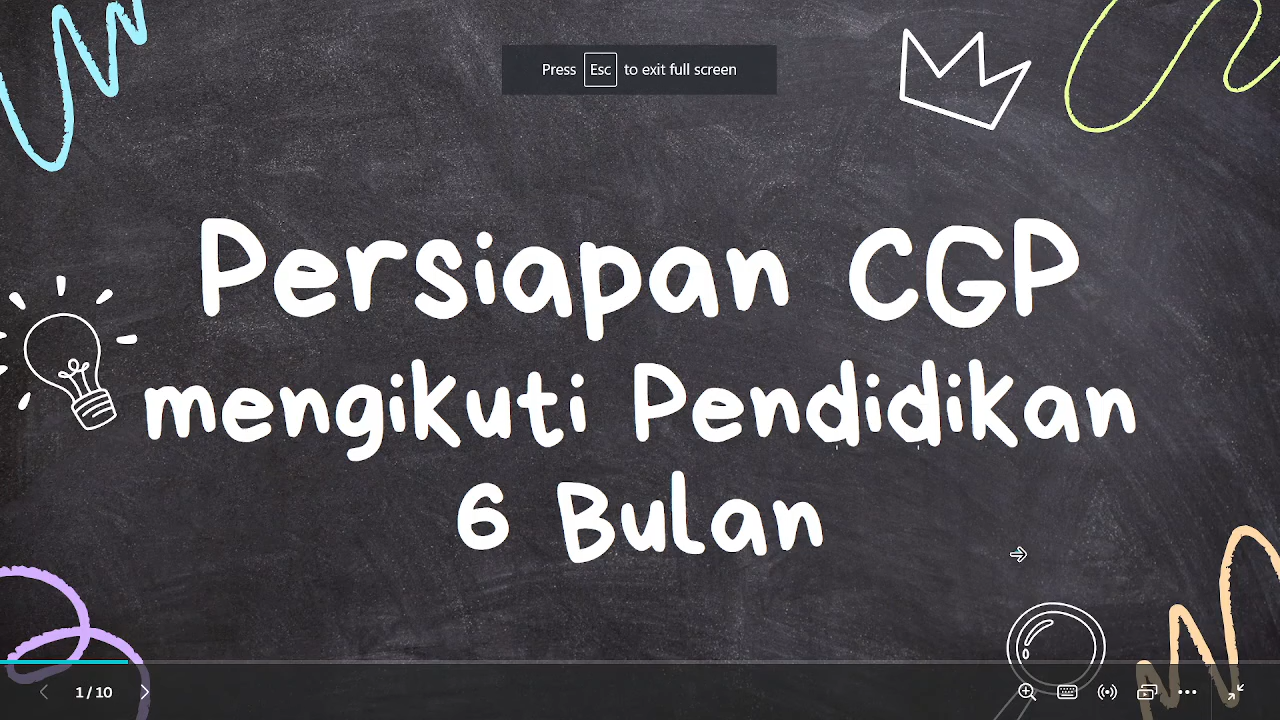 Press Esc to exit full screen
Persiapan CGP
mengikuti Pendidikan
6 Bulan
1 / 10